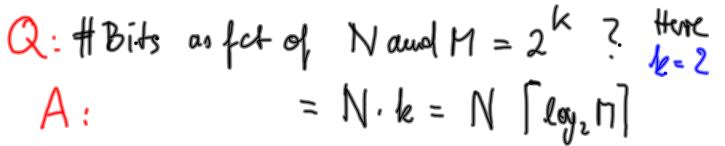 Q: # Bits as fct of N and M = 2^k ? Here k = 2
A: = N · k = N ⌈log₂ M⌉